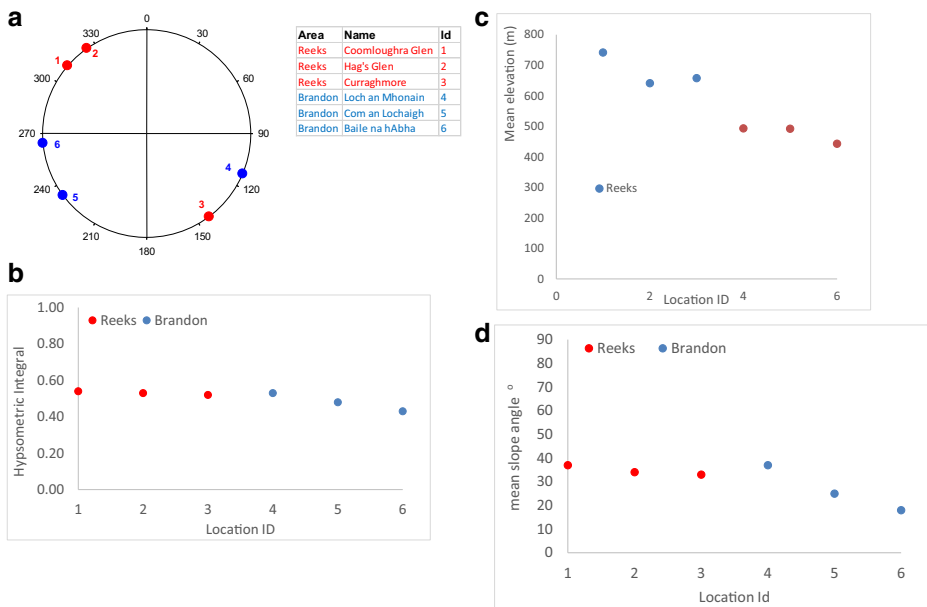 a
0
30
60
90
120
150
180
210
240
270
300
330
1
2
3
4
5
6
Area Name Id
Reeks Coomloughra Glen 1
Reeks Hag's Glen 2
Reeks Curraghmore 3
Brandon Loch an Mhonain 4
Brandon Com an Lochaigh 5
Brandon Baile na hAbha 6
b
Hypsometric Integral
1.00
0.80
0.60
0.40
0.20
0.00
Reeks Brandon
1 2 3 4 5 6
Location ID
c
Mean elevation (m)
800
700
600
500
400
300
200
100
0
Reeks
0 2 4 6
Location ID
d
mean slope angle °
90
80
70
60
50
40
30
20
10
0
Reeks Brandon
1 2 3 4 5 6
Location Id